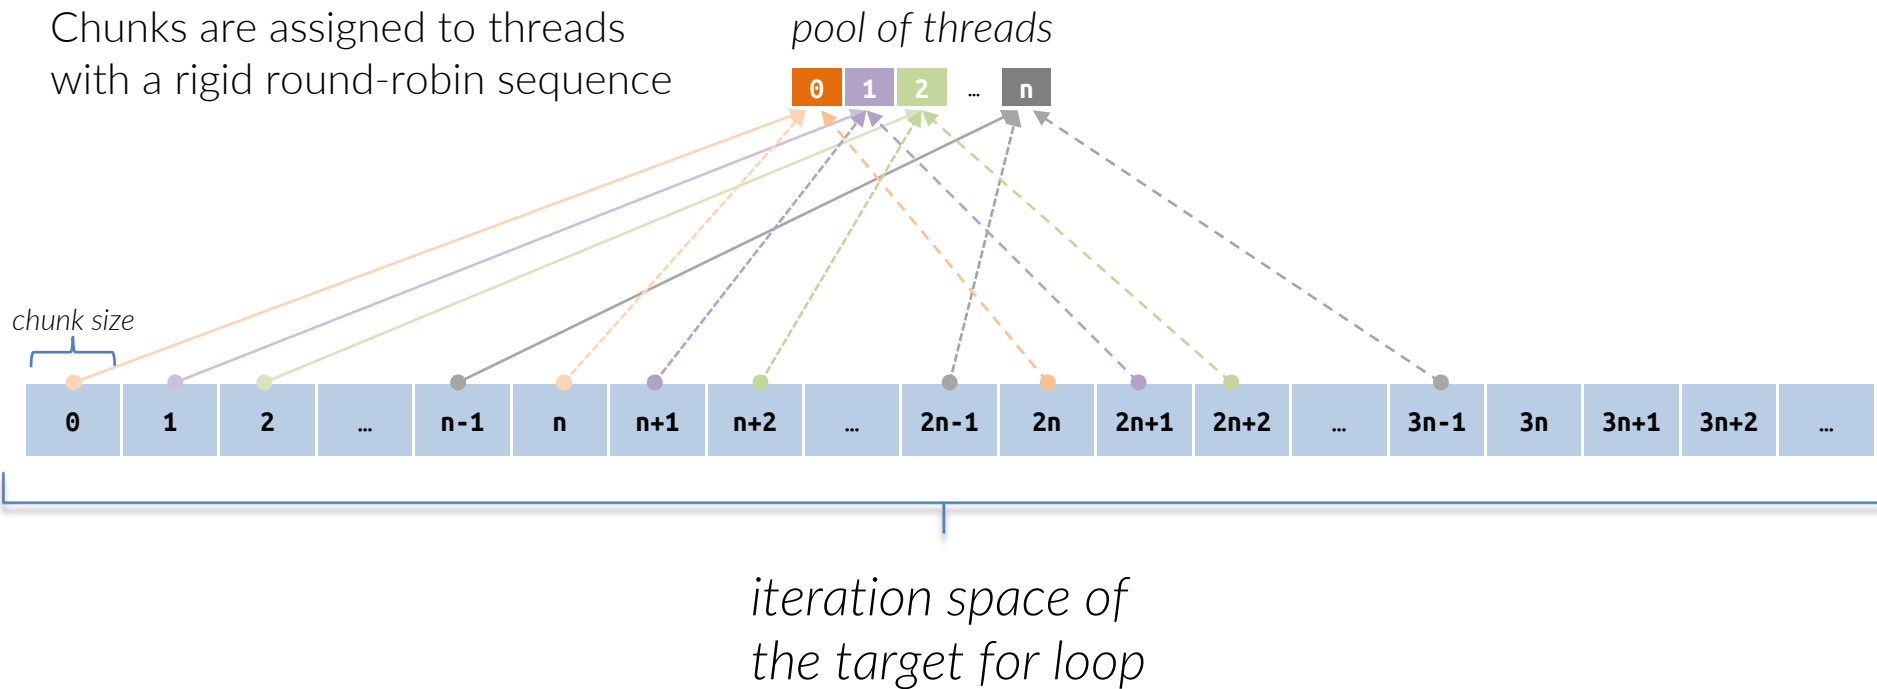 Chunks are assigned to threads
with a rigid round-robin sequence
pool of threads
0 1 2 … n
chunk size
0 1 2 … n-1 n n+1 n+2 … 2n-1 2n 2n+1 2n+2 … 3n-1 3n 3n+1 3n+2 …
iteration space of
the target for loop